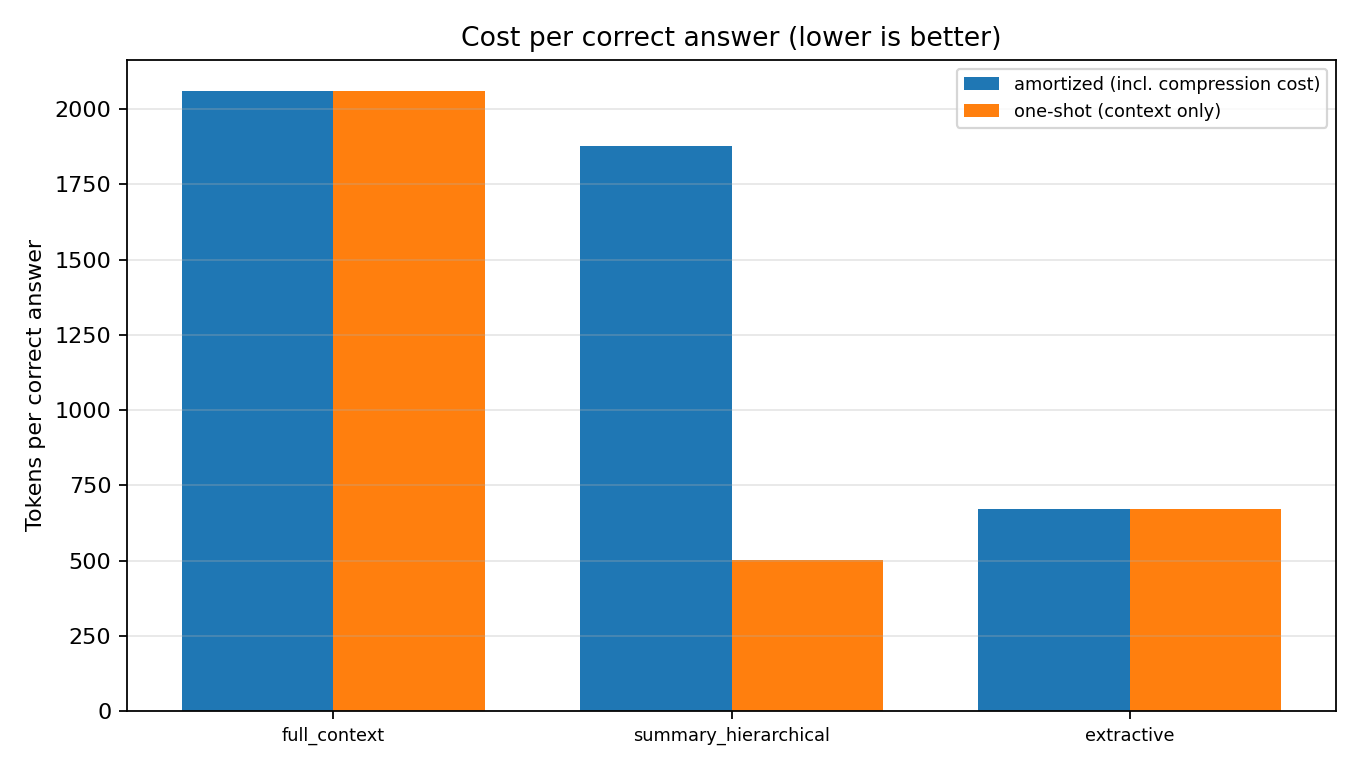 Cost per correct answer (lower is better)
amortized (incl. compression cost)
one-shot (context only)
Tokens per correct answer
2000
1750
1500
1250
1000
750
500
250
0
full_context
summary_hierarchical
extractive